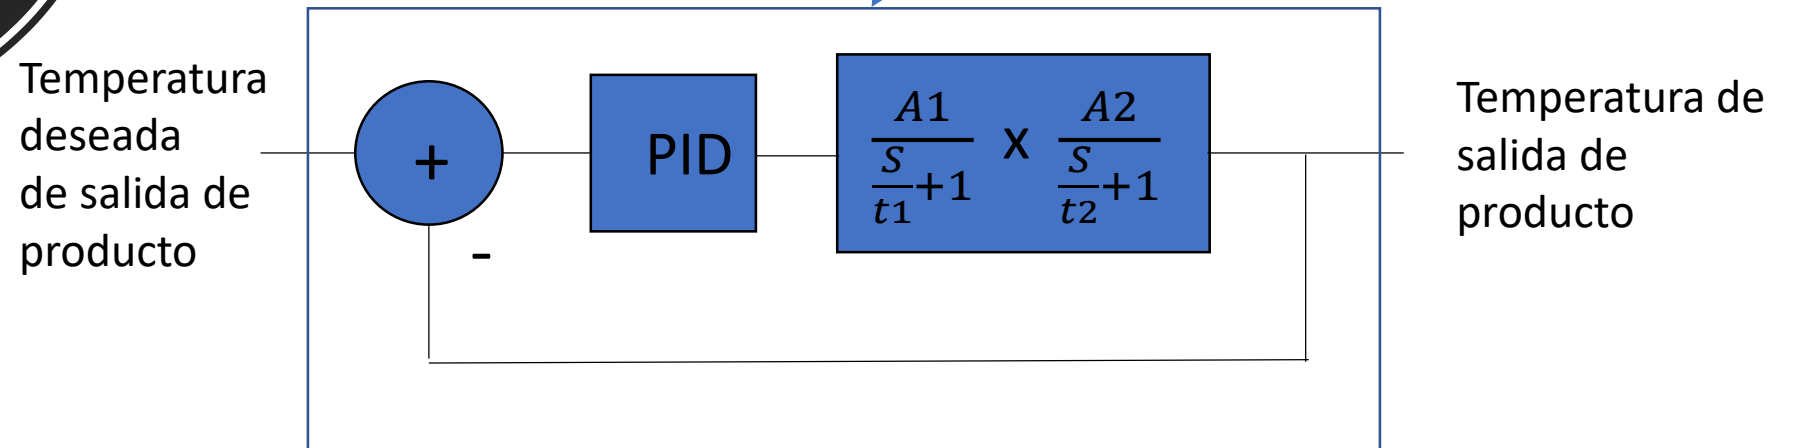 Temperatura
deseada
de salida de
producto
+
-
PID
A1
S
t1
+1
x
A2
S
t2
+1
Temperatura de
salida de
producto